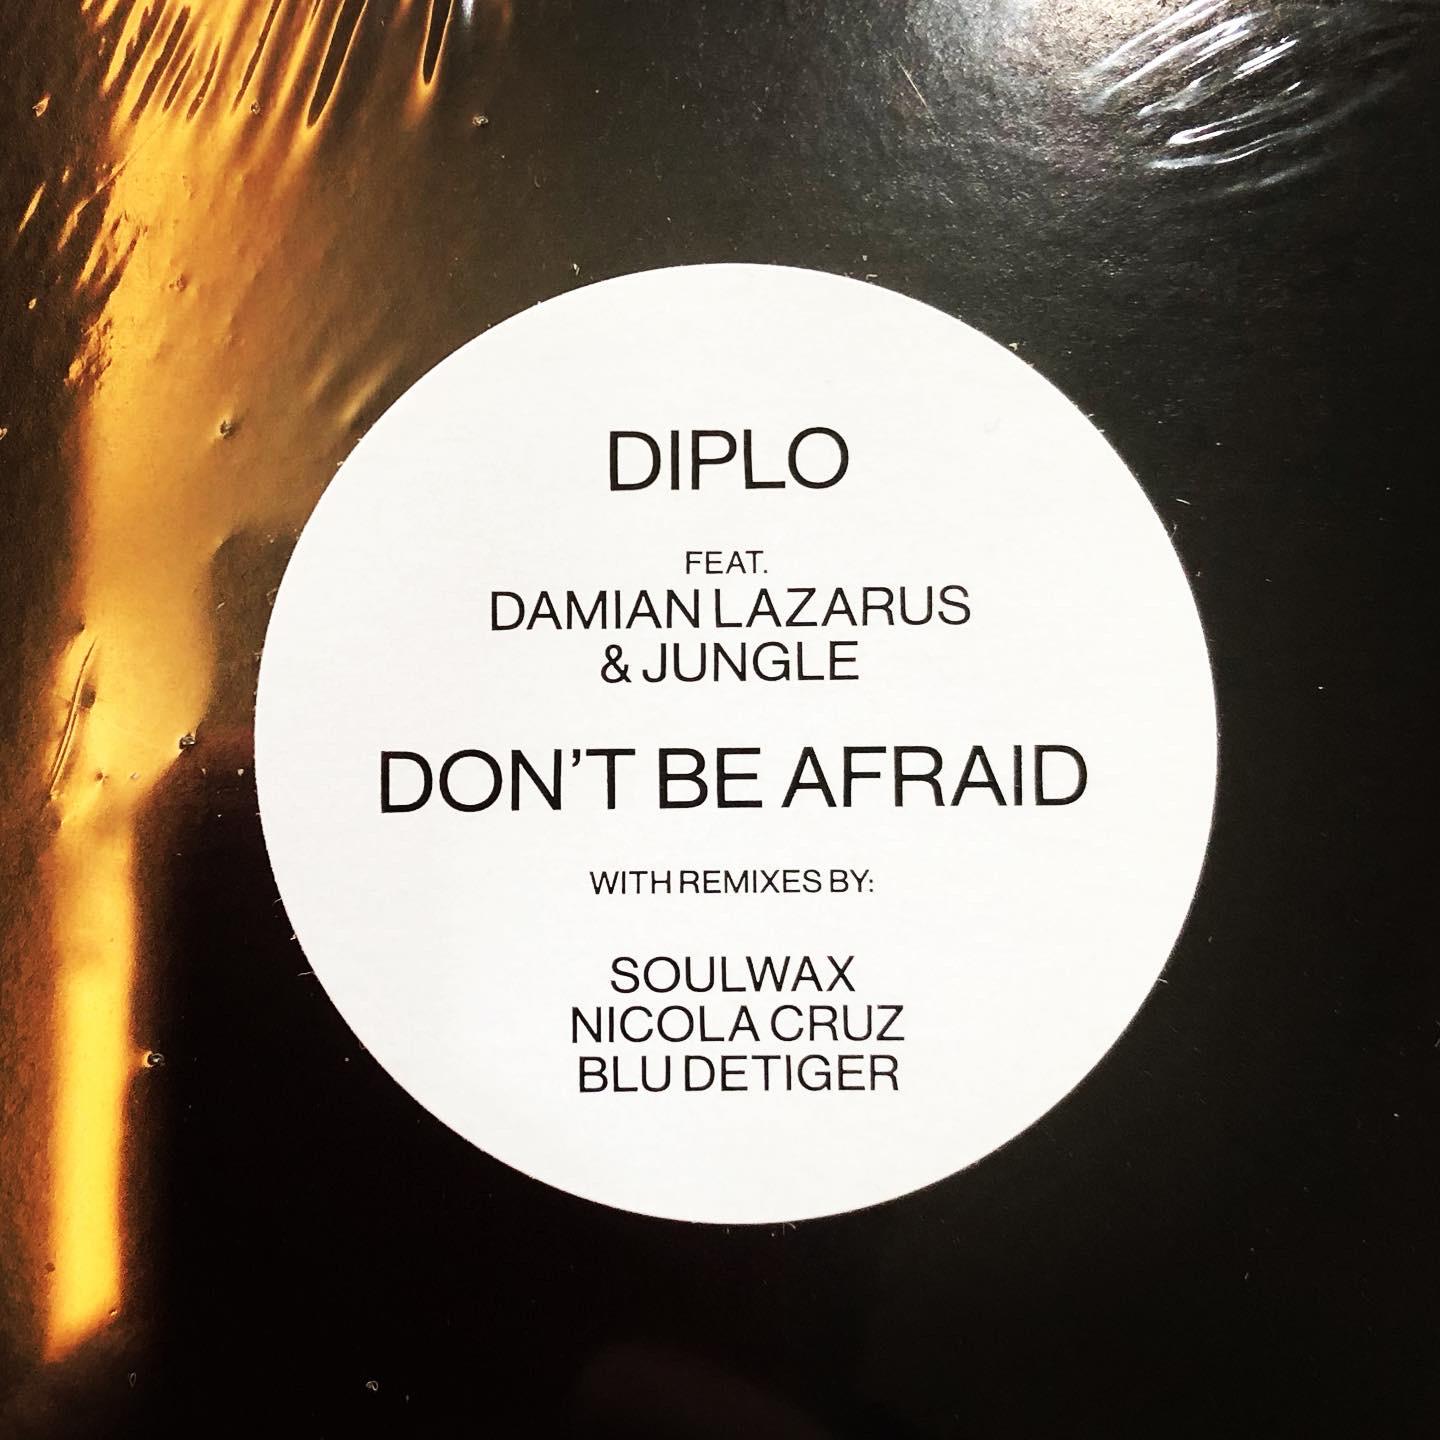 DIPLO
FEAT.
DAMIAN LAZARUS
& JUNGLE
DON'T BE AFRAID
WITH REMIXES BY:
SOULWAX
NICOLA CRUZ
BLU DETIGER